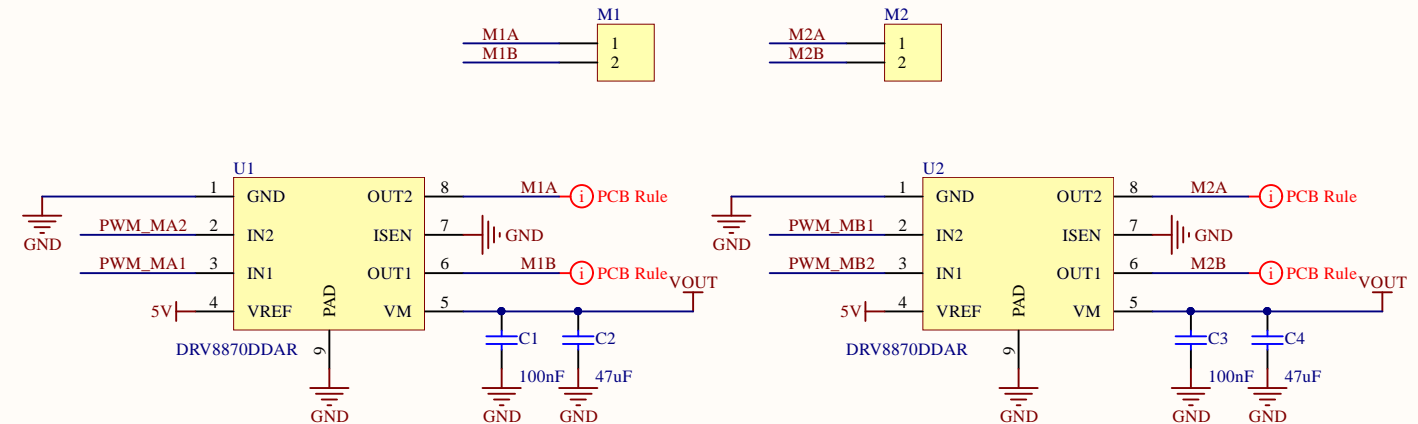 M1
M2
M1A
1
M2A
1
M1B
2
M2B
2
U1
U2
1
GND
OUT2
8
M1A
i
PCB Rule
1
GND
OUT2
8
M2A
i
PCB Rule
GND
PWM_MA2
2
IN2
ISEN
7
GND
GND
PWM_MB1
2
IN2
ISEN
7
GND
PWM_MA1
3
IN1
OUT1
6
M1B
i
PCB Rule
VOUT
PWM_MB2
3
IN1
OUT1
6
M2B
i
PCB Rule
VOUT
5V
4
VREF
PAD
VM
5
5V
4
VREF
PAD
VM
5
DRV8870DDAR
9
C1
C2
DRV8870DDAR
9
C3
C4
100nF
47uF
100nF
47uF
GND
GND
GND
GND
GND
GND